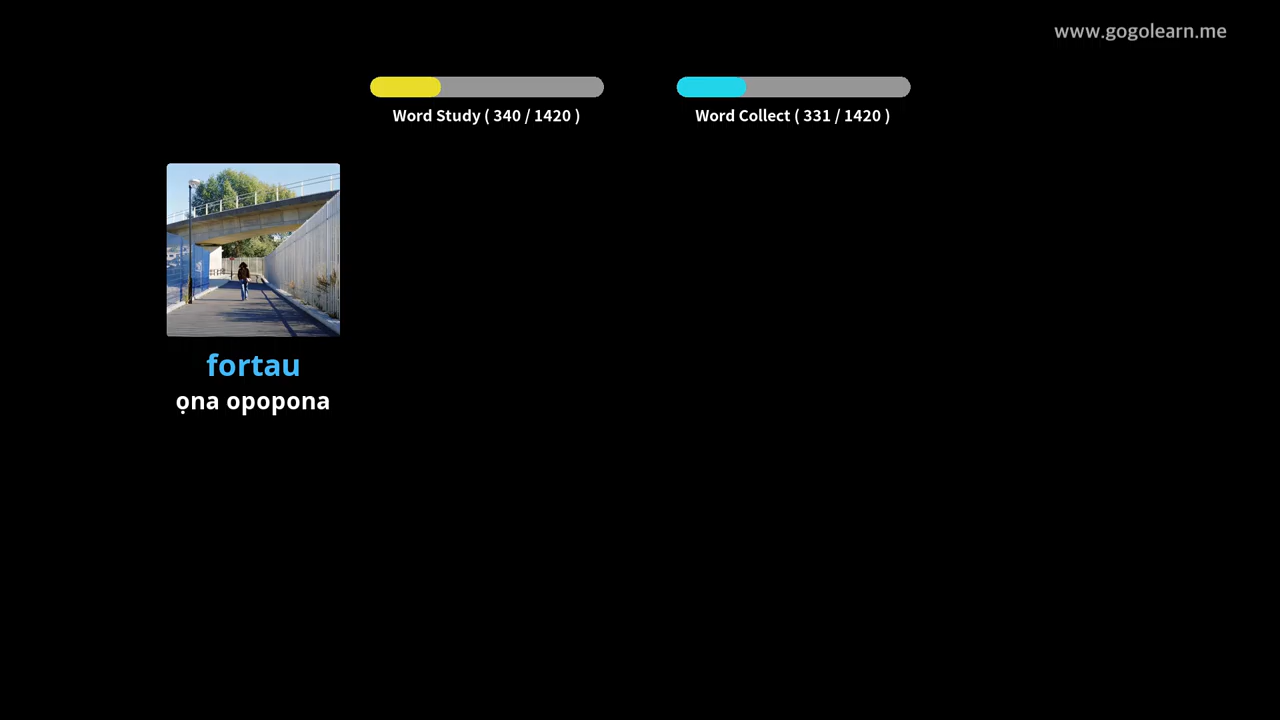 www.gogolearn.me
Word Study ( 340 / 1420 )
Word Collect ( 331 / 1420 )
fortau
ọna opopona